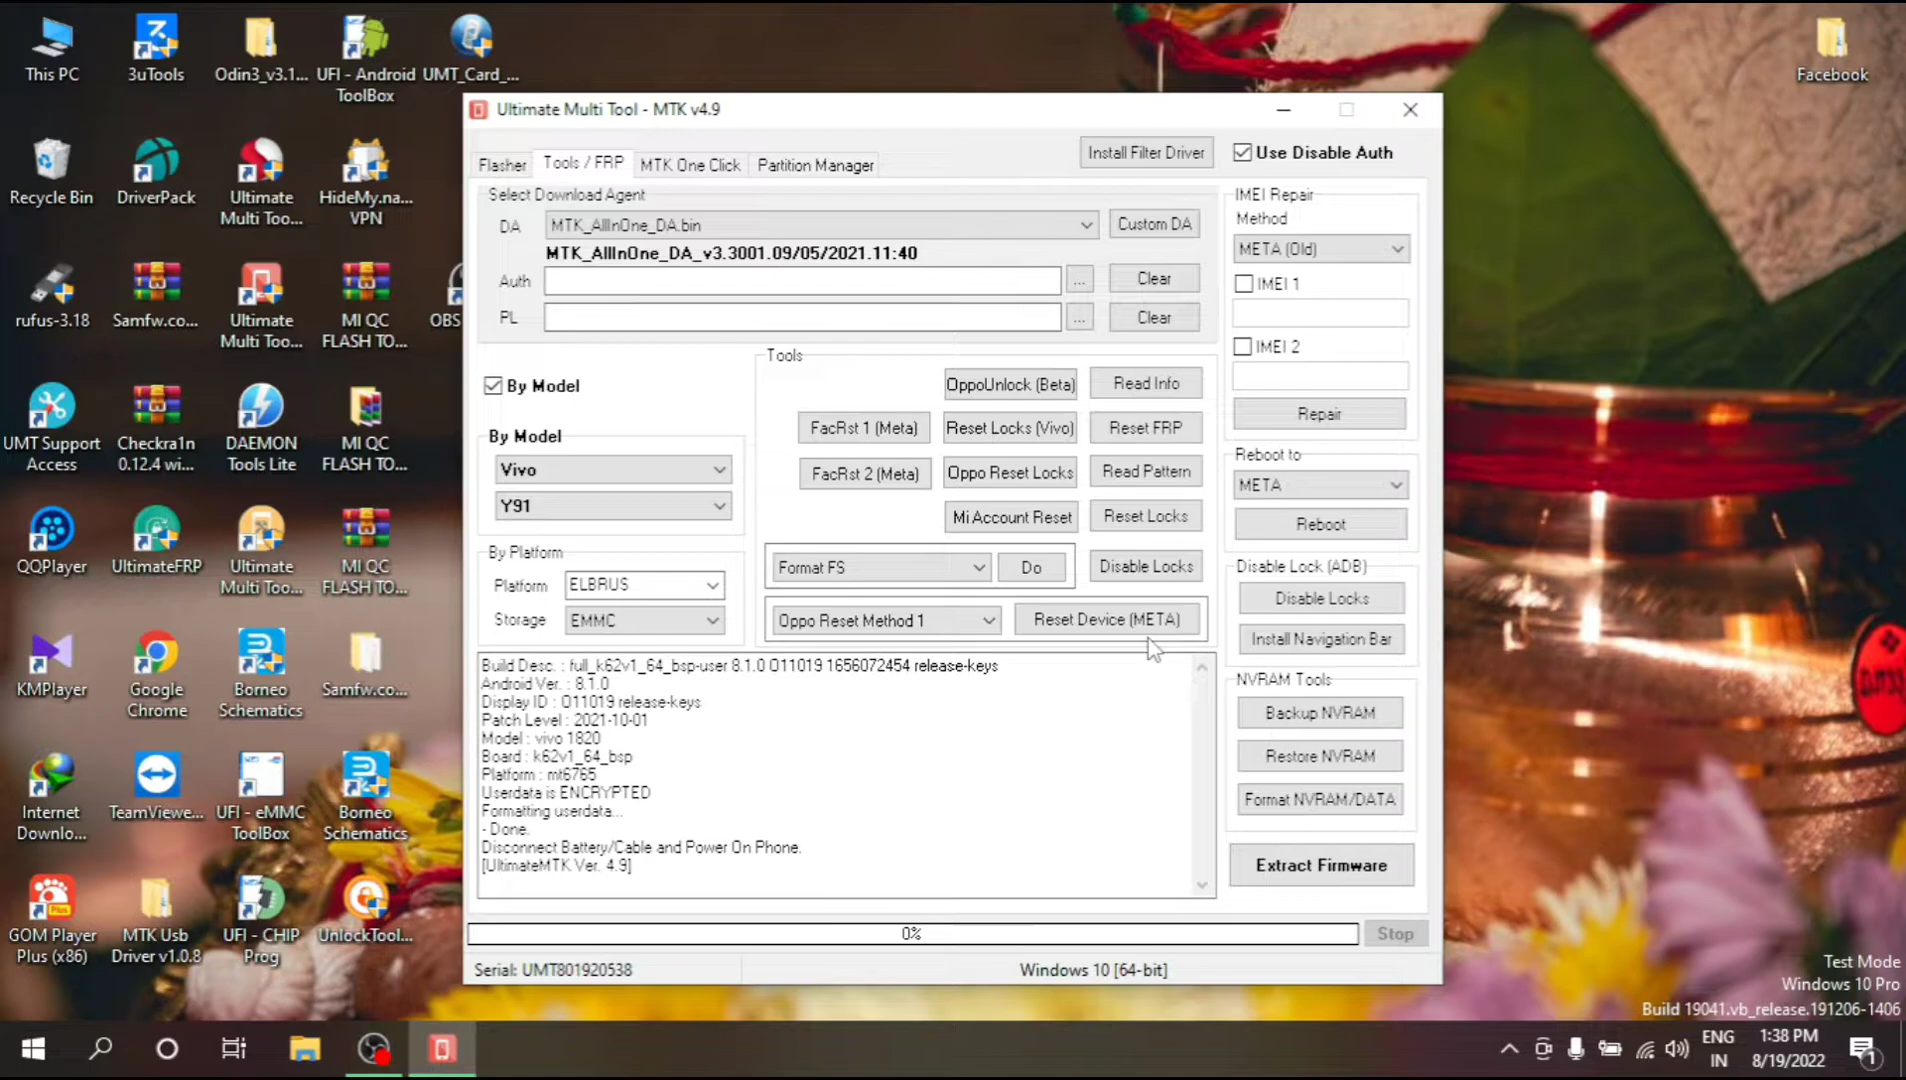 This PC
3uTools
Odin3_v3.1...
UFI - Android
ToolBox
UMT_Card_...
Facebook
Recycle Bin
DriverPack
Ultimate
Multi Too...
HideMy.na...
VPN
rufus-3.18
Samfw.co...
Ultimate
Multi Too...
MI QC
FLASH TO...
OBS
UMT Support
Access
Checkra1n
0.12.4 wi...
DAEMON
Tools Lite
MI QC
FLASH TO...
QQPlayer
UltimateFRP
Ultimate
Multi Too...
MI QC
FLASH TO...
KMPlayer
Google
Chrome
Borneo
Schematics
Samfw.co...
Internet
Downlo...
TeamViewe...
UFI - eMMC
ToolBox
Borneo
Schematics
GOM Player
Plus (x86)
MTK Usb
Driver v1.0.8
UFI - CHIP
Prog
UnlockTool...
Ultimate Multi Tool - MTK v4.9
Flasher
Tools / FRP
MTK One Click
Partition Manager
Install Filter Driver
Use Disable Auth
Select Download Agent
DA
MTK_AllInOne_DA.bin
Custom DA
MTK_AllInOne_DA_v3.3001.09/05/2021.11:40
Auth
...
Clear
PL
...
Clear
By Model
By Model
Vivo
Y91
By Platform
Platform
ELBRUS
Storage
EMMC
Tools
OppoUnlock (Beta)
Read Info
FacRst 1 (Meta)
Reset Locks (Vivo)
Reset FRP
FacRst 2 (Meta)
Oppo Reset Locks
Read Pattern
Mi Account Reset
Reset Locks
Format FS
Do
Disable Locks
Oppo Reset Method 1
Reset Device (META)
IMEI Repair
Method
META (Old)
IMEI 1
IMEI 2
Repair
Reboot to
META
Reboot
Disable Lock (ADB)
Disable Locks
Install Navigation Bar
NVRAM Tools
Backup NVRAM
Restore NVRAM
Format NVRAM/DATA
Extract Firmware
Build Desc. : full_k62v1_64_bsp-user 8.1.0 O11019 1656072454 release-keys
Android Ver. : 8.1.0
Display ID : O11019 release-keys
Patch Level : 2021-10-01
Model : vivo 1820
Board : k62v1_64_bsp
Platform : mt6765
Userdata is ENCRYPTED
Formatting userdata...
- Done.
Disconnect Battery/Cable and Power On Phone.
[UltimateMTK Ver. 4.9]
0%
Stop
Serial: UMT801920538
Windows 10 [64-bit]
Test Mode
Windows 10 Pro
Build 19041.vb_release.191206-1406
ENG
IN
1:38 PM
8/19/2022
1